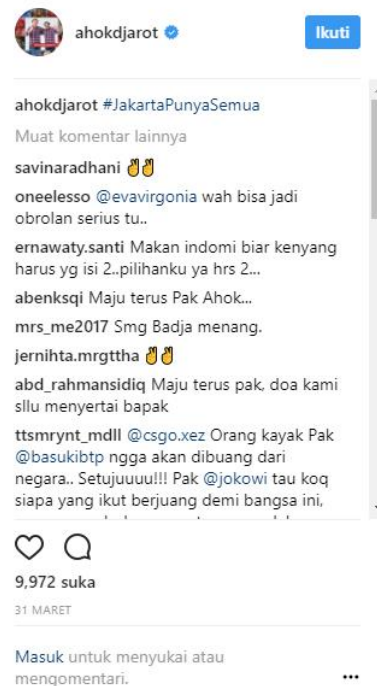 ahokdjarot
Ikuti
ahokdjarot #JakartaPunyaSemua
Muat komentar lainnya
savinaradhani ✌✌
oneelesso @evavirgonia wah bisa jadi
obrolan serius tu..
ernawaty.santi Makan indomi biar kenyang
harus yg isi 2..pilihanku ya hrs 2...
abenksqi Maju terus Pak Ahok...
mrs_me2017 Smg Badja menang.
jernihta.mrgttha ✌✌
abd_rahmansidiq Maju terus pak, doa kami
sllu menyertai bapak
ttsmrynt_mdll @csgo.xez Orang kayak Pak
@basukibtp ngga akan dibuang dari
negara.. Setujuuuu!!! Pak @jokowi tau koq
siapa yang ikut berjuang demi bangsa ini,
9,972 suka
31 MARET
Masuk untuk menyukai atau
mengomentari.